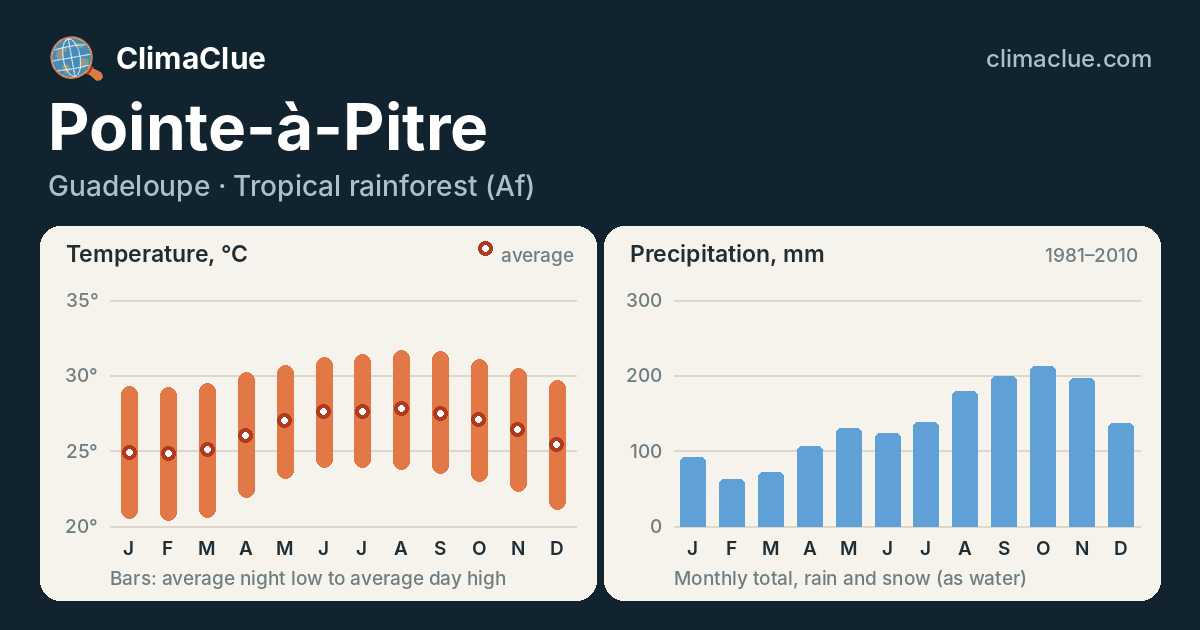 ClimaClue
climaclue.com
Pointe-à-Pitre
Guadeloupe · Tropical rainforest (Af)
Temperature, °C
average
35°
30°
25°
20°
J F M A M J J A S O N D
Bars: average night low to average day high
Precipitation, mm
1981–2010
300
200
100
0
J F M A M J J A S O N D
Monthly total, rain and snow (as water)